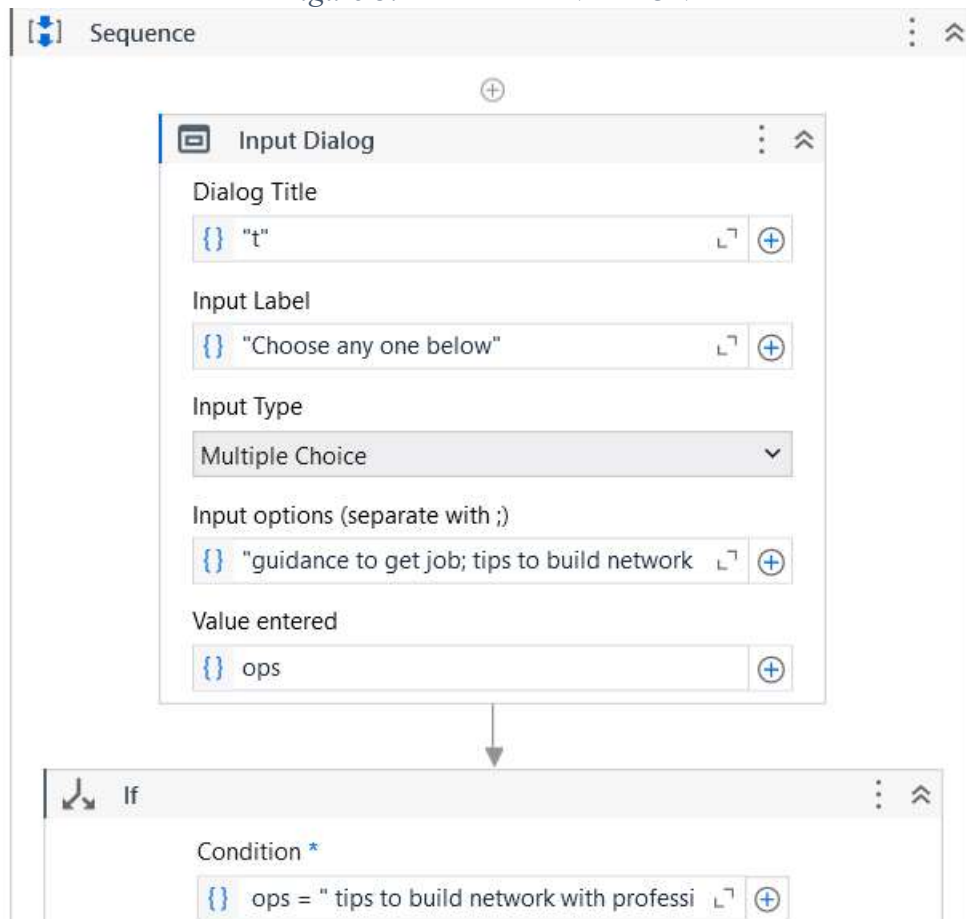 Sequence
Input Dialog
Dialog Title
{} "t"
Input Label
{} "Choose any one below"
Input Type
Multiple Choice
Input options (separate with ;)
{} "guidance to get job; tips to build network
Value entered
{} ops
If
Condition *
{} ops = " tips to build network with professi